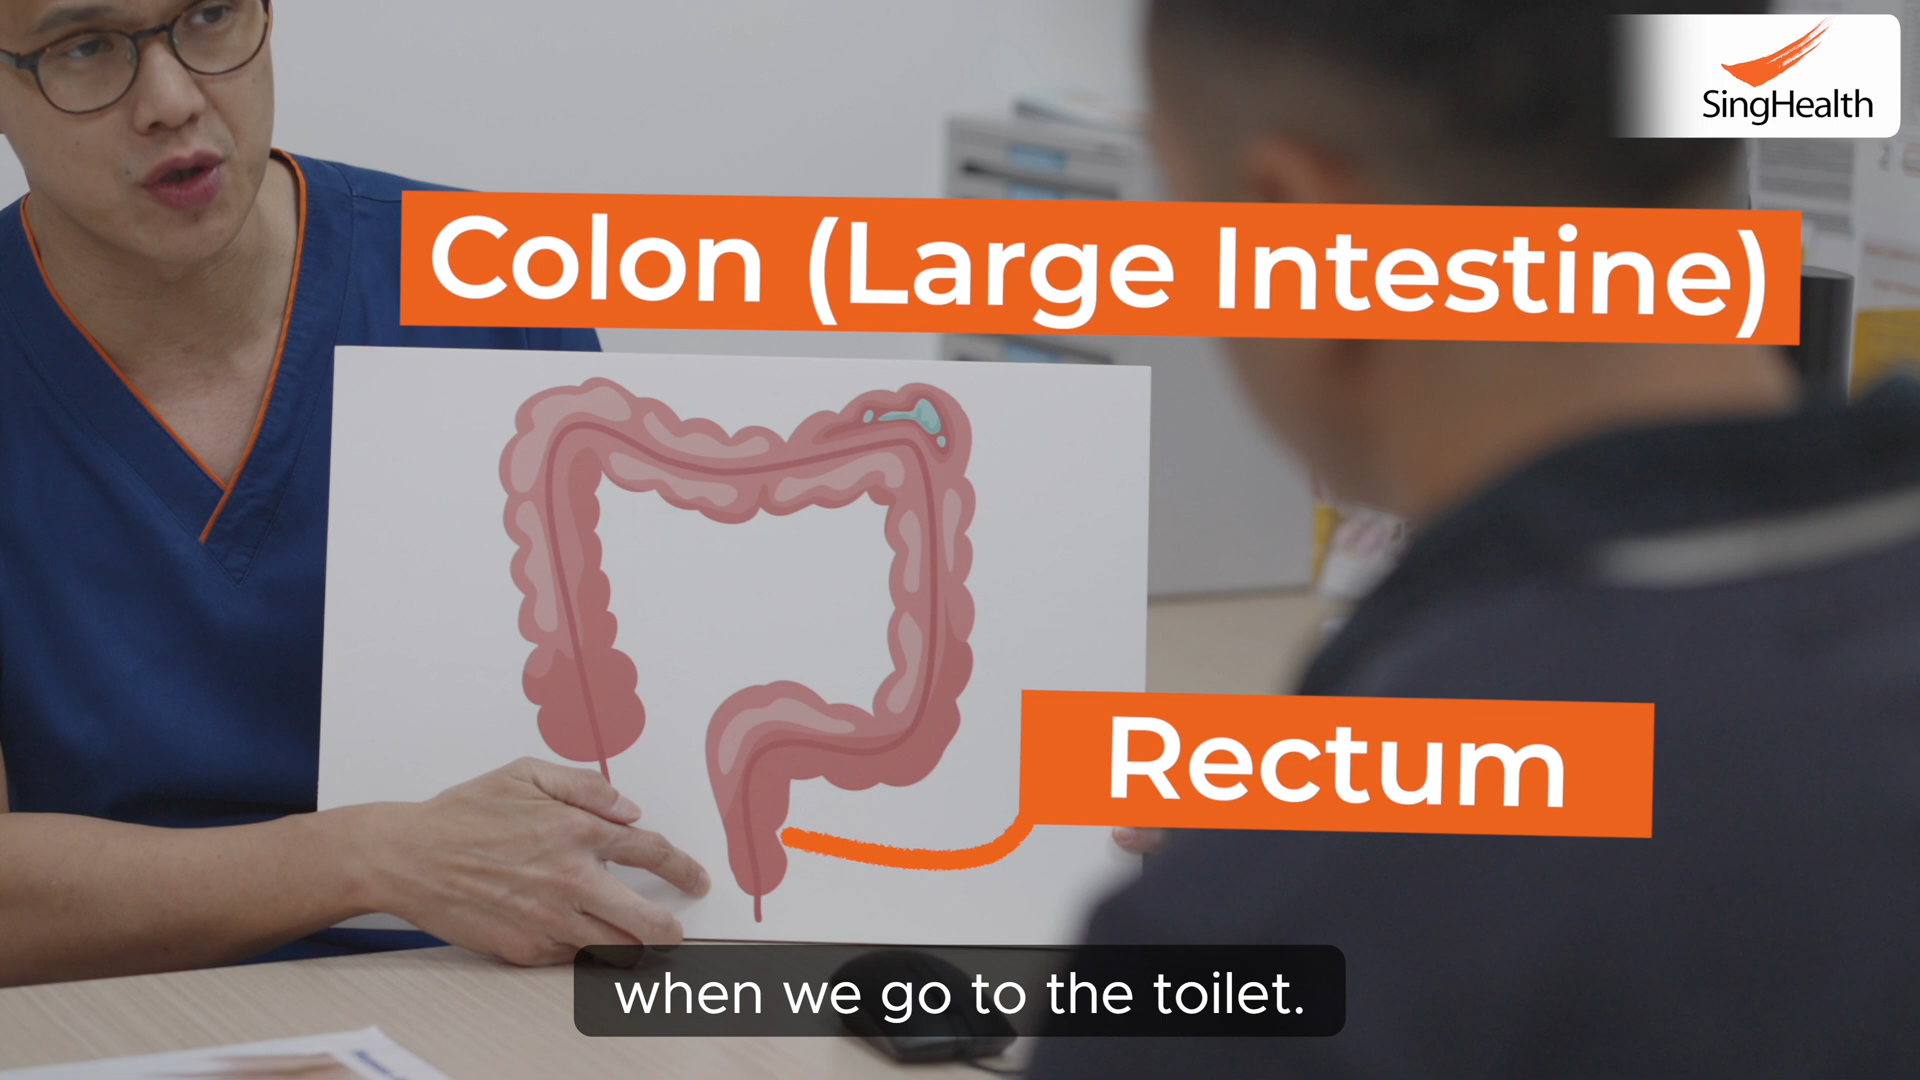 SingHealth
Colon (Large Intestine)
Rectum
when we go to the toilet.